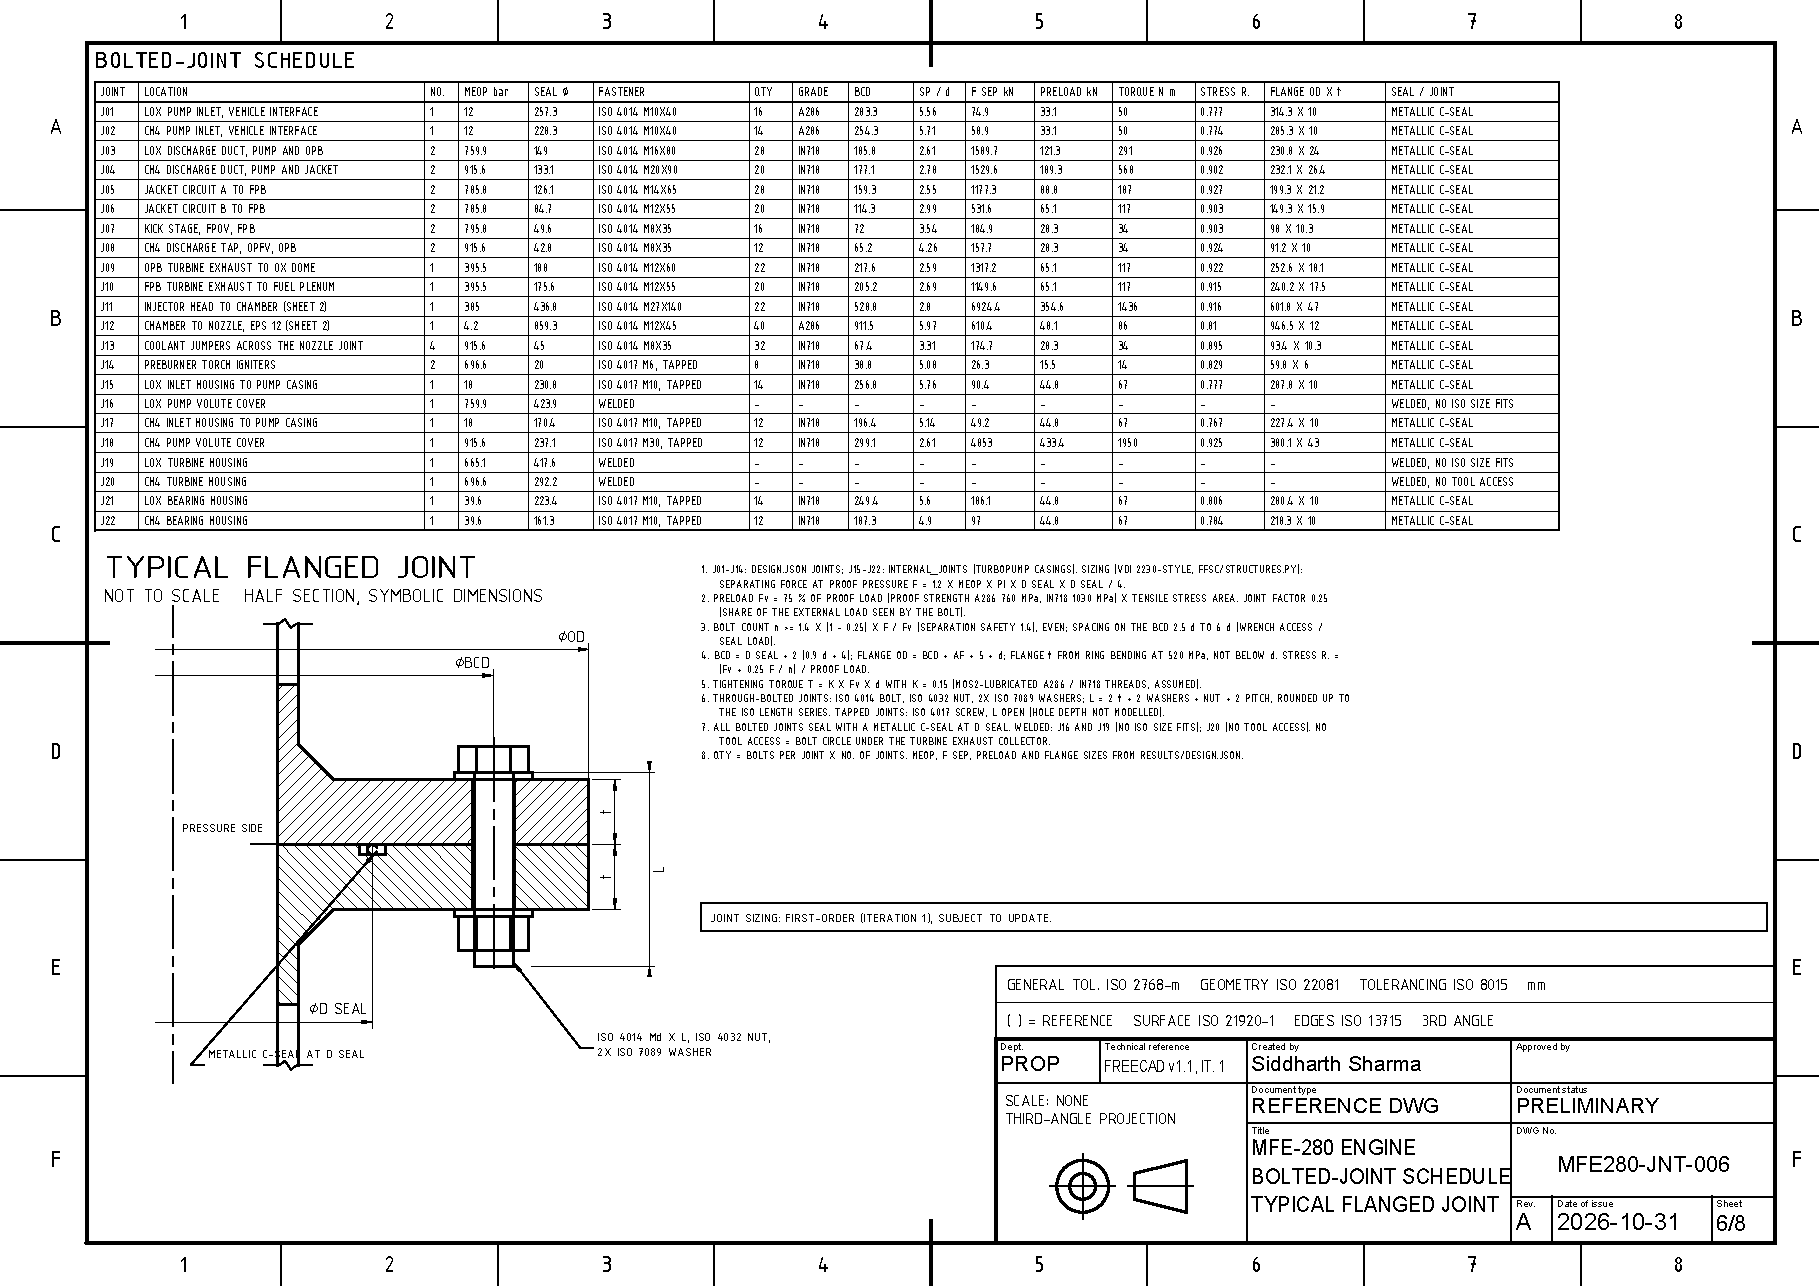 1 2 3 4 5 6 7 8
A B C D E F
BOLTED-JOINT SCHEDULE
JOINT LOCATION NO. MEOP bar SEAL Ø FASTENER QTY GRADE BCD SP / d F SEP kN PRELOAD kN TORQUE N m STRESS R. FLANGE OD X t SEAL / JOINT
J01 LOX PUMP INLET, VEHICLE INTERFACE 1 12 257.3 ISO 4014 M10X40 16 A286 283.3 5.56 74.9 33.1 50 0.777 314.3 X 10 METALLIC C-SEAL
J02 CH4 PUMP INLET, VEHICLE INTERFACE 1 12 228.3 ISO 4014 M10X40 14 A286 254.3 5.71 58.9 33.1 50 0.774 285.3 X 10 METALLIC C-SEAL
J03 LOX DISCHARGE DUCT, PUMP AND OPB 2 759.9 149 ISO 4014 M16X80 28 IN718 185.8 2.61 1589.7 121.3 291 0.926 230.8 X 24 METALLIC C-SEAL
J04 CH4 DISCHARGE DUCT, PUMP AND JACKET 2 915.6 133.1 ISO 4014 M20X90 20 IN718 177.1 2.78 1529.6 189.3 568 0.902 232.1 X 26.4 METALLIC C-SEAL
J05 JACKET CIRCUIT A TO FPB 2 785.8 126.1 ISO 4014 M14X65 28 IN718 159.3 2.55 1177.3 88.8 187 0.927 199.3 X 21.2 METALLIC C-SEAL
J06 JACKET CIRCUIT B TO FPB 2 785.8 84.7 ISO 4014 M12X55 20 IN718 114.3 2.99 531.6 65.1 117 0.903 149.3 X 15.9 METALLIC C-SEAL
J07 KICK STAGE, FPOV, FPB 2 795.8 49.6 ISO 4014 M8X35 16 IN718 72 3.54 184.9 28.3 34 0.903 98 X 10.3 METALLIC C-SEAL
J08 CH4 DISCHARGE TAP, OPFV, OPB 2 915.6 42.8 ISO 4014 M8X35 12 IN718 65.2 4.26 157.7 28.3 34 0.924 91.2 X 10 METALLIC C-SEAL
J09 OPB TURBINE EXHAUST TO OX DOME 1 395.5 188 ISO 4014 M12X60 22 IN718 217.6 2.59 1317.2 65.1 117 0.922 252.6 X 18.1 METALLIC C-SEAL
J10 FPB TURBINE EXHAUST TO FUEL PLENUM 1 395.5 175.6 ISO 4014 M12X55 20 IN718 205.2 2.69 1149.6 65.1 117 0.915 240.2 X 17.5 METALLIC C-SEAL
J11 INJECTOR HEAD TO CHAMBER (SHEET 2) 1 385 436.8 ISO 4014 M27X140 22 IN718 528.8 2.8 6924.4 354.6 1436 0.916 601.8 X 47 METALLIC C-SEAL
J12 CHAMBER TO NOZZLE, EPS 12 (SHEET 2) 1 4.2 859.3 ISO 4014 M12X45 40 A286 911.5 5.97 610.4 48.1 86 0.81 946.5 X 12 METALLIC C-SEAL
J13 COOLANT JUMPERS ACROSS THE NOZZLE JOINT 4 915.6 45 ISO 4014 M8X35 32 IN718 67.4 3.31 174.7 28.3 34 0.895 93.4 X 10.3 METALLIC C-SEAL
J14 PREBURNER TORCH IGNITERS 2 696.6 20 ISO 4017 M6, TAPPED 8 IN718 38.8 5.08 26.3 15.5 14 0.829 59.8 X 6 METALLIC C-SEAL
J15 LOX INLET HOUSING TO PUMP CASING 1 18 230.8 ISO 4017 M10, TAPPED 14 IN718 256.8 5.76 90.4 44.8 67 0.777 287.8 X 10 METALLIC C-SEAL
J16 LOX PUMP VOLUTE COVER 1 759.9 423.9 WELDED - - - - - - - - - WELDED, NO ISO SIZE FITS
J17 CH4 INLET HOUSING TO PUMP CASING 1 18 170.4 ISO 4017 M10, TAPPED 12 IN718 196.4 5.14 49.2 44.8 67 0.767 227.4 X 10 METALLIC C-SEAL
J18 CH4 PUMP VOLUTE COVER 1 915.6 237.1 ISO 4017 M30, TAPPED 12 IN718 299.1 2.61 4853 433.4 1950 0.925 380.1 X 43 METALLIC C-SEAL
J19 LOX TURBINE HOUSING 1 665.1 417.6 WELDED - - - - - - - - - WELDED, NO ISO SIZE FITS
J20 CH4 TURBINE HOUSING 1 696.6 292.2 WELDED - - - - - - - - - WELDED, NO TOOL ACCESS
J21 LOX BEARING HOUSING 1 39.6 223.4 ISO 4017 M10, TAPPED 14 IN718 249.4 5.6 186.1 44.8 67 0.806 280.4 X 10 METALLIC C-SEAL
J22 CH4 BEARING HOUSING 1 39.6 161.3 ISO 4017 M10, TAPPED 12 IN718 187.3 4.9 97 44.8 67 0.784 218.3 X 10 METALLIC C-SEAL
TYPICAL FLANGED JOINT
NOT TO SCALE HALF SECTION, SYMBOLIC DIMENSIONS
ØOD
ØBCD
PRESSURE SIDE
t
t
L
ØD SEAL
METALLIC C-SEAL AT D SEAL
ISO 4014 Md X L, ISO 4032 NUT,
2X ISO 7089 WASHER
1. J01-J14: DESIGN.JSON JOINTS; J15-J22: INTERNAL_JOINTS (TURBOPUMP CASINGS). SIZING (VDI 2230-STYLE, FFSC/STRUCTURES.PY):
SEPARATING FORCE AT PROOF PRESSURE F = 1.2 X MEOP X PI X D SEAL X D SEAL / 4.
2. PRELOAD Fv = 75 % OF PROOF LOAD (PROOF STRENGTH A286 760 MPa, IN718 1030 MPa) X TENSILE STRESS AREA. JOINT FACTOR 0.25
(SHARE OF THE EXTERNAL LOAD SEEN BY THE BOLT).
3. BOLT COUNT n >= 1.4 X (1 - 0.25) X F / Fv (SEPARATION SAFETY 1.4), EVEN; SPACING ON THE BCD 2.5 d TO 6 d (WRENCH ACCESS /
SEAL LOAD).
4. BCD = D SEAL + 2 (0.9 d + 4); FLANGE OD = BCD + AF + 5 + d; FLANGE t FROM RING BENDING AT 520 MPa, NOT BELOW d. STRESS R. =
(Fv + 0.25 F / n) / PROOF LOAD.
5. TIGHTENING TORQUE T = K X Fv X d WITH K = 0.15 (MOS2-LUBRICATED A286 / IN718 THREADS, ASSUMED).
6. THROUGH-BOLTED JOINTS: ISO 4014 BOLT, ISO 4032 NUT, 2X ISO 7089 WASHERS; L = 2 t + 2 WASHERS + NUT + 2 PITCH, ROUNDED UP TO
THE ISO LENGTH SERIES. TAPPED JOINTS: ISO 4017 SCREW, L OPEN (HOLE DEPTH NOT MODELLED).
7. ALL BOLTED JOINTS SEAL WITH A METALLIC C-SEAL AT D SEAL. WELDED: J16 AND J19 (NO ISO SIZE FITS); J20 (NO TOOL ACCESS). NO
TOOL ACCESS = BOLT CIRCLE UNDER THE TURBINE EXHAUST COLLECTOR.
8. QTY = BOLTS PER JOINT X NO. OF JOINTS. MEOP, F SEP, PRELOAD AND FLANGE SIZES FROM RESULTS/DESIGN.JSON.
JOINT SIZING: FIRST-ORDER (ITERATION 1), SUBJECT TO UPDATE.
GENERAL TOL. ISO 2768-m GEOMETRY ISO 22081 TOLERANCING ISO 8015 mm
( ) = REFERENCE SURFACE ISO 21920-1 EDGES ISO 13715 3RD ANGLE
Dept.
PROP
Technical reference
FREECAD v1.1, IT. 1
Created by
Siddharth Sharma
Approved by
SCALE: NONE
THIRD-ANGLE PROJECTION
Document type
REFERENCE DWG
Document status
PRELIMINARY
Title
MFE-280 ENGINE
BOLTED-JOINT SCHEDULE
TYPICAL FLANGED JOINT
DWG No.
MFE280-JNT-006
Rev.
A
Date of issue
2026-10-31
Sheet
6/8
A B C D E F
1 2 3 4 5 6 7 8